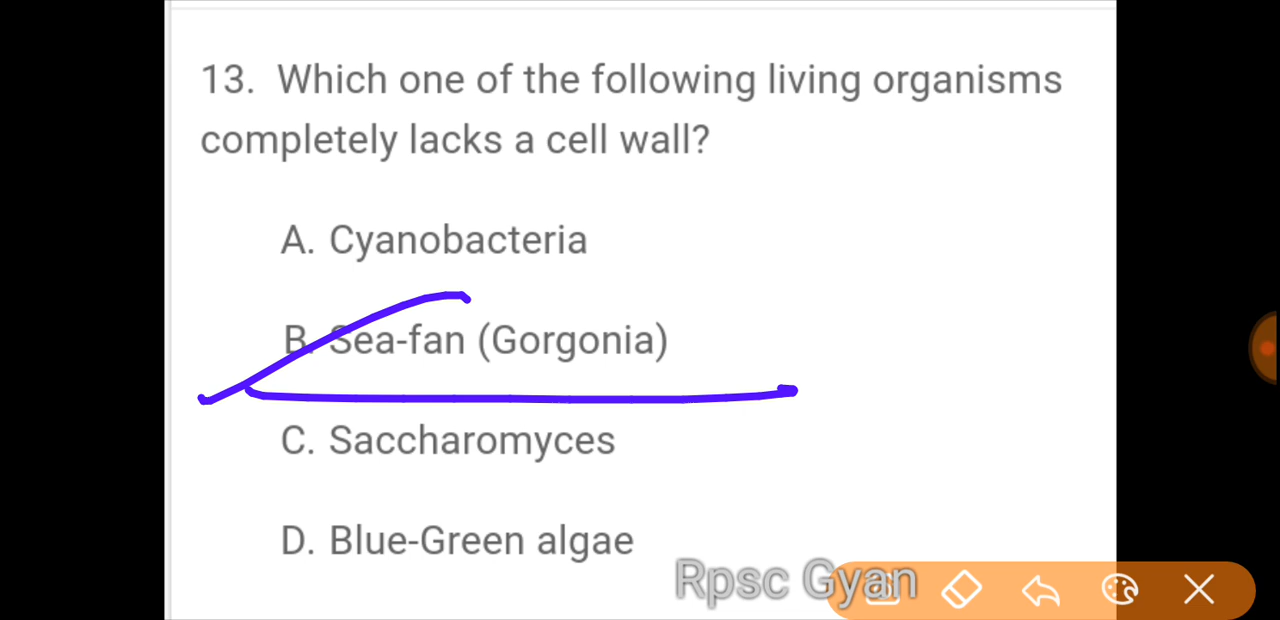 13. Which one of the following living organisms
completely lacks a cell wall?
A. Cyanobacteria
B. Sea-fan (Gorgonia)
C. Saccharomyces
D. Blue-Green algae
Rpsc Gyan